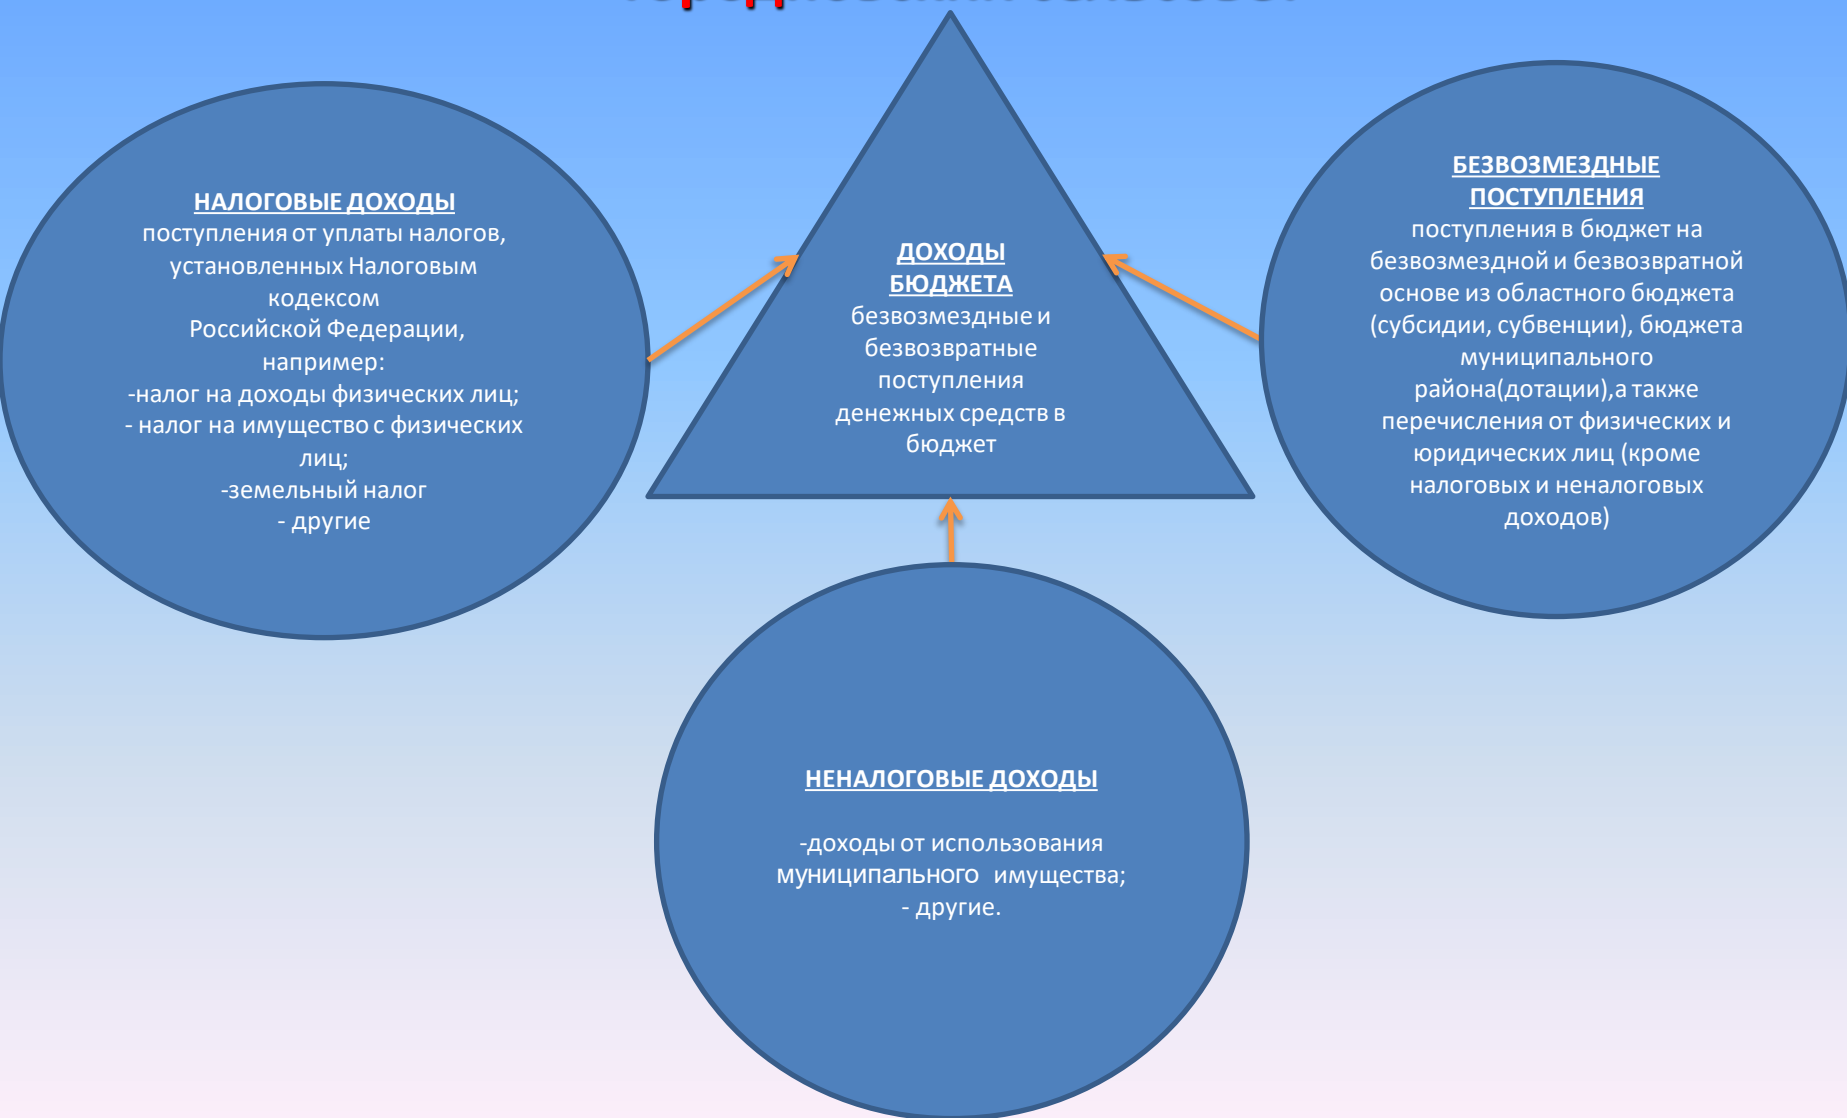 НАЛОГОВЫЕ ДОХОДЫ
поступления от уплаты налогов,
установленных Налоговым
кодексом
Российской Федерации,
например:
-налог на доходы физических лиц;
- налог на имущество с физических
лиц;
-земельный налог
- другие
ДОХОДЫ
БЮДЖЕТА
безвозмездные и
безвозвратные
поступления
денежных средств в
бюджет
БЕЗВОЗМЕЗДНЫЕ
ПОСТУПЛЕНИЯ
поступления в бюджет на
безвозмездной и безвозвратной
основе из областного бюджета
(субсидии, субвенции), бюджета
муниципального
района(дотации),а также
перечисления от физических и
юридических лиц (кроме
налоговых и неналоговых
доходов)
НЕНАЛОГОВЫЕ ДОХОДЫ
-доходы от использования
муниципального имущества;
- другие.